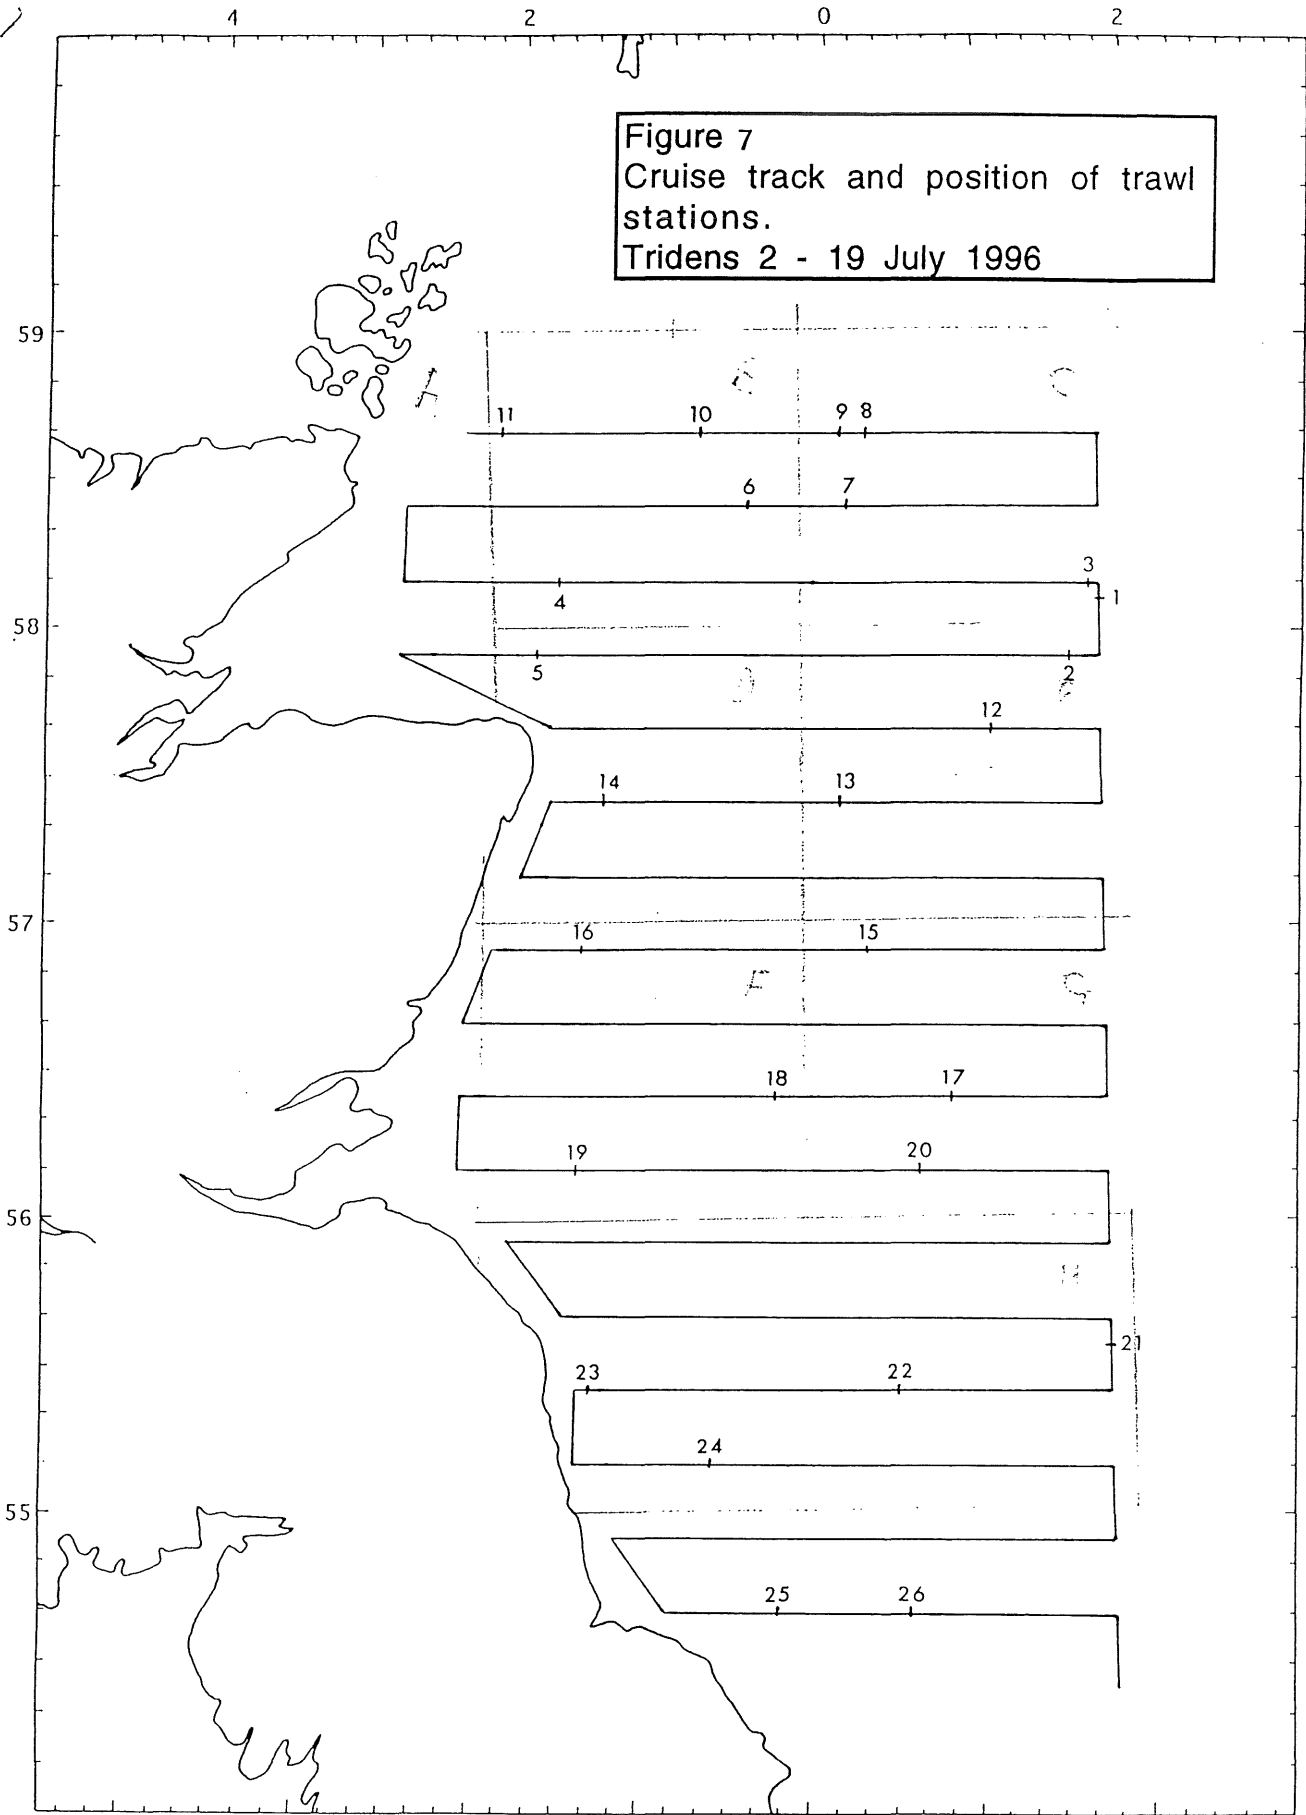 4 2 0 2
Figure 7
Cruise track and position of trawl
stations.
Tridens 2 - 19 July 1996
59
A B C
11 10 9 8
6 7
3
4 1
58
5 2
D E
12
14 13
57
16 15
F G
18 17
19 20
56
H
21
23 22
24
55
25 26